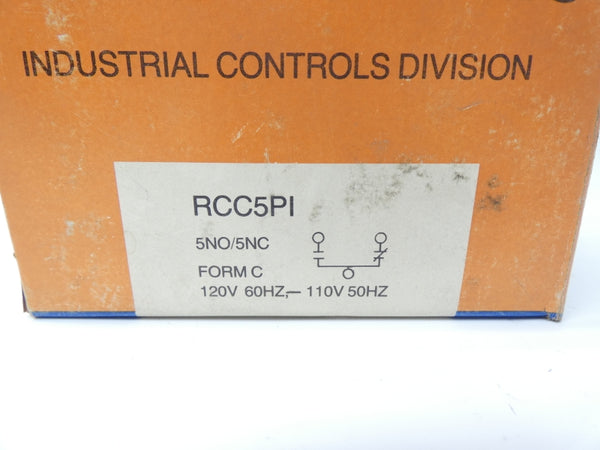 INDUSTRIAL CONTROLS DIVISION
RCC5PI
5NO/5NC
FORM C
120V 60HZ,— 110V 50HZ